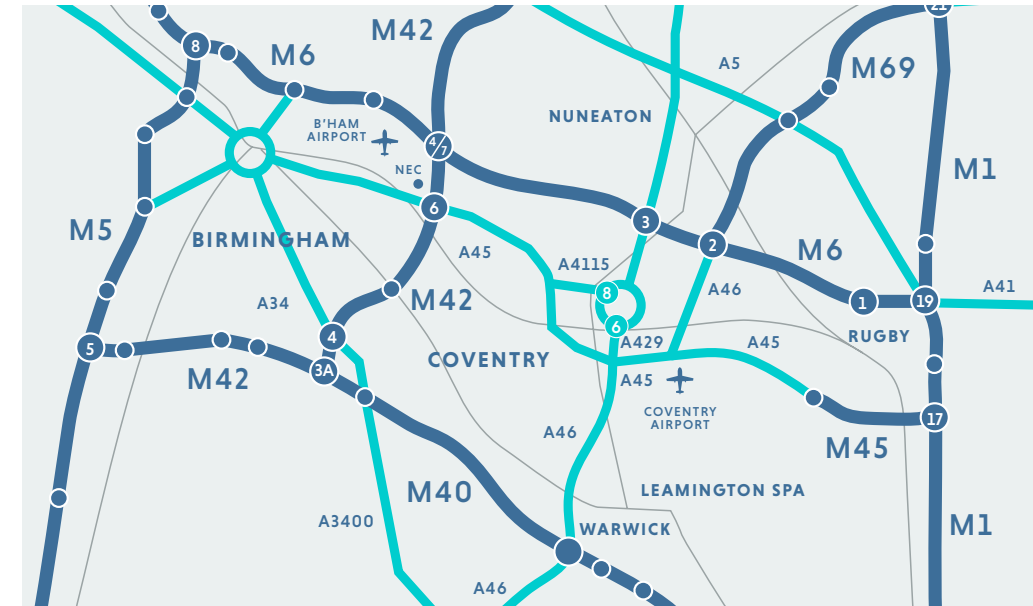 21
M42
8
M6
A5
M69
NUNEATON
B'HAM
AIRPORT
4/7
NEC
M1
6
3
M5
BIRMINGHAM
2
M6
A45
A4115
A46
8
A41
M42
A34
1
19
6
4
RUGBY
A429
A45
5
COVENTRY
3A
M42
A45
COVENTRY
AIRPORT
17
A46
M45
M40
LEAMINGTON SPA
A3400
WARWICK
M1
A46